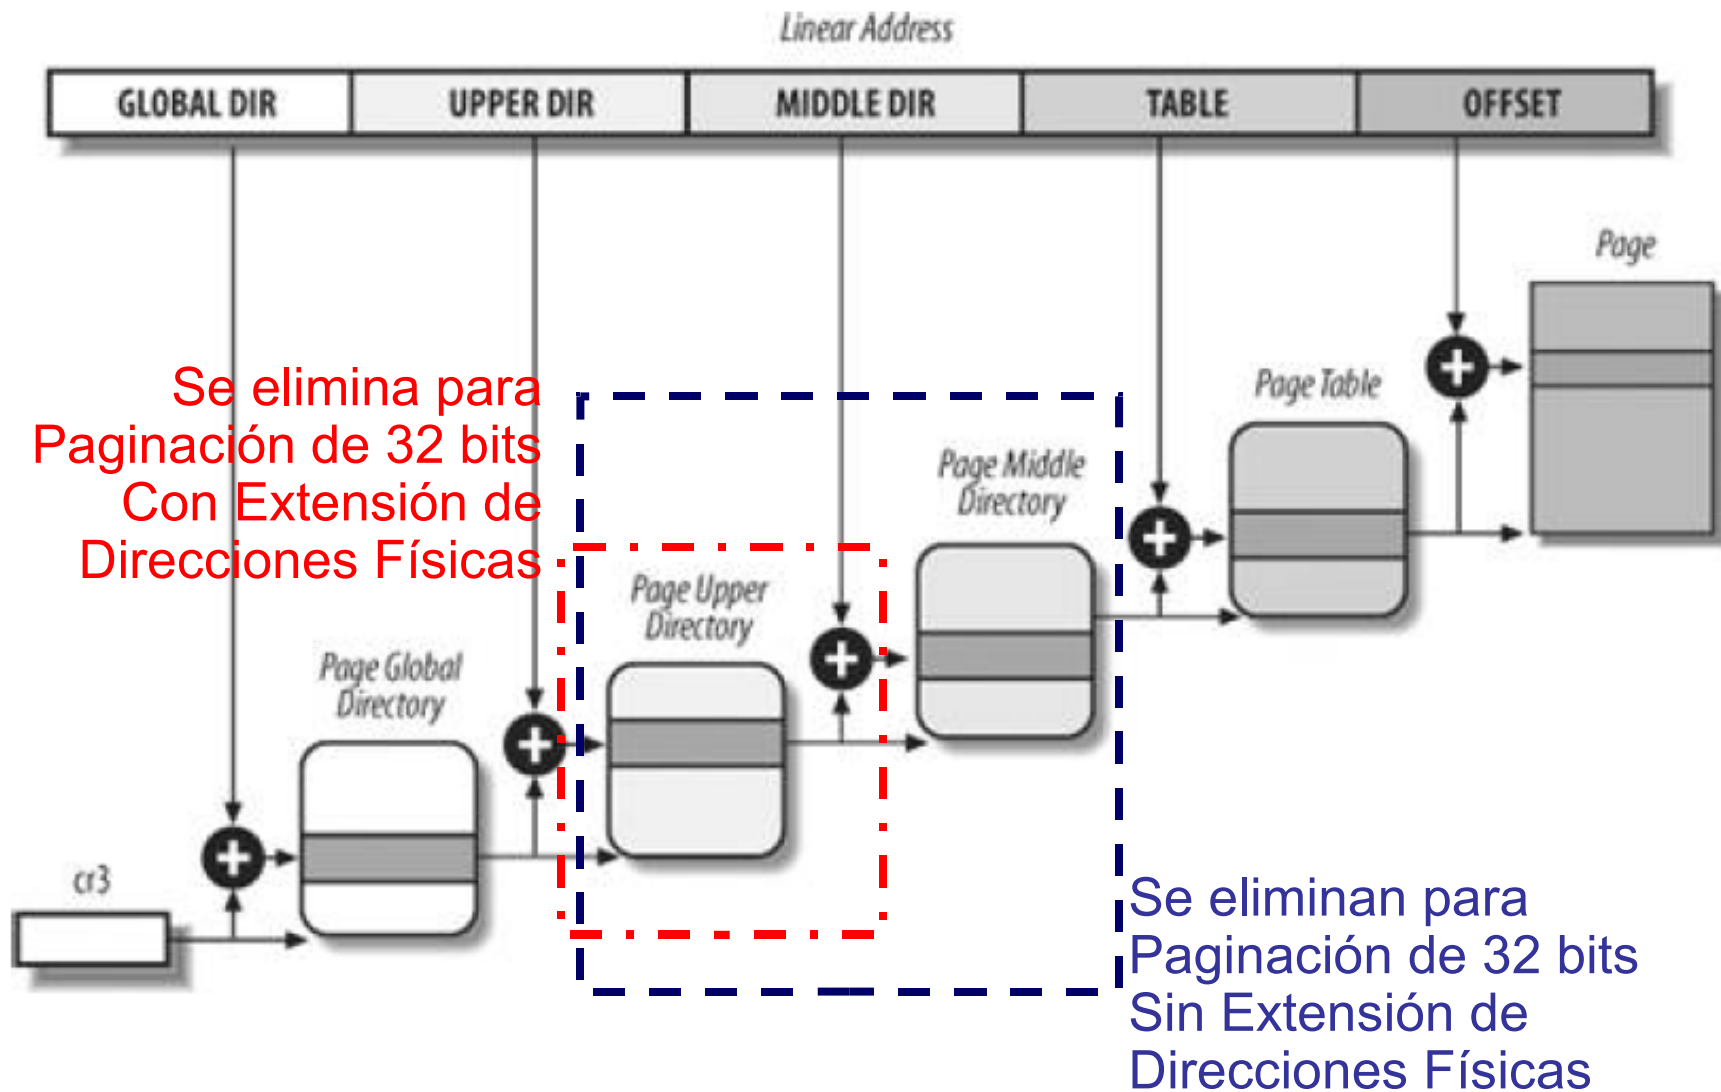 Linear Address
GLOBAL DIR
UPPER DIR
MIDDLE DIR
TABLE
OFFSET
Page
Page Table
Page Middle
Directory
Page Upper
Directory
Page Global
Directory
cr3
Se elimina para
Paginación de 32 bits
Con Extensión de
Direcciones Físicas
Se eliminan para
Paginación de 32 bits
Sin Extensión de
Direcciones Físicas